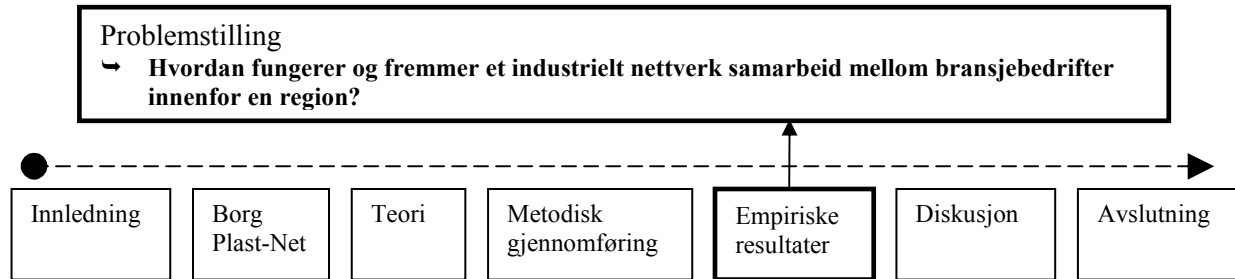 Problemstilling
➥ Hvordan fungerer og fremmer et industrielt nettverk samarbeid mellom bransjebedrifter
innenfor en region?
Innledning
Borg
Plast-Net
Teori
Metodisk
gjennomføring
Empiriske
resultater
Diskusjon
Avslutning